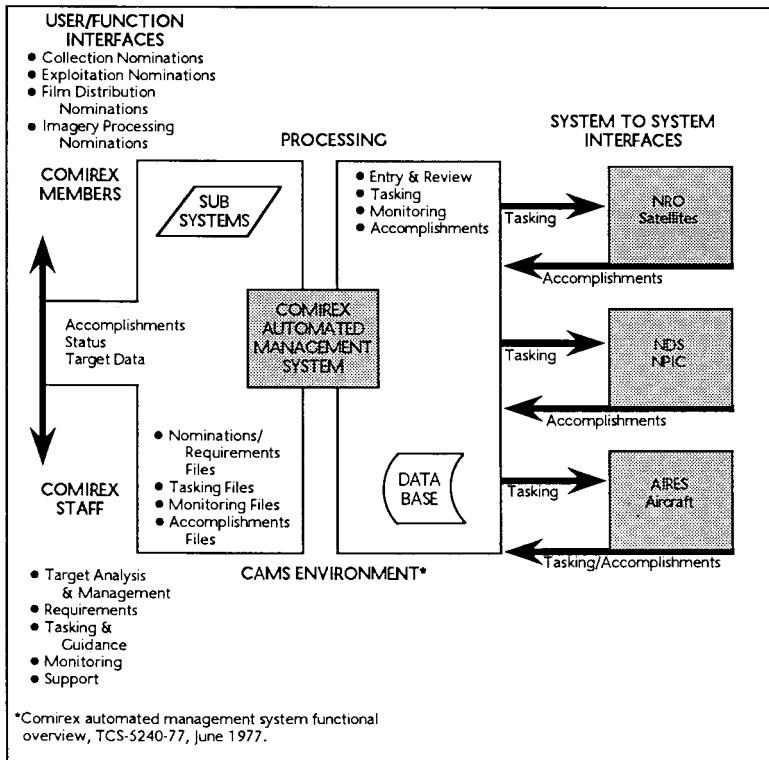 USER/FUNCTION
INTERFACES
● Collection Nominations
● Exploitation Nominations
● Film Distribution
Nominations
● Imagery Processing
Nominations
PROCESSING
SYSTEM TO SYSTEM
INTERFACES
COMIREX
MEMBERS
SUB
SYSTEMS
● Entry & Review
● Tasking
● Monitoring
● Accomplishments
Tasking
NRO
Satellites
Accomplishments
Accomplishments
Status
Target Data
COMIREX
AUTOMATED
MANAGEMENT
SYSTEM
Tasking
NDS
NPIC
Accomplishments
● Nominations/
Requirements
Files
● Tasking Files
● Monitoring Files
● Accomplishments
Files
DATA
BASE
Tasking
AIRES
Aircraft
Tasking/Accomplishments
COMIREX
STAFF
CAMS ENVIRONMENT*
● Target Analysis
& Management
● Requirements
● Tasking &
Guidance
● Monitoring
● Support
*Comirex automated management system functional
overview, TCS-5240-77, June 1977.